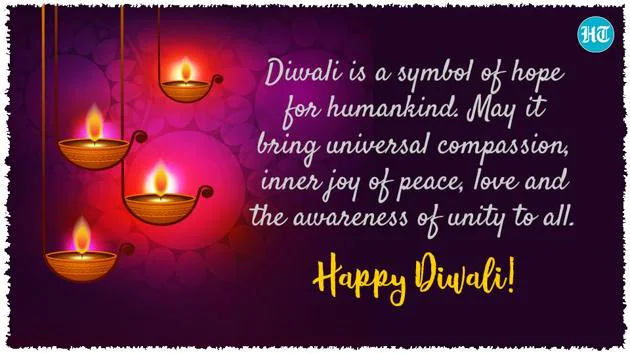 HT
Diwali is a symbol of hope
for humankind. May it
bring universal compassion,
inner joy of peace, love and
the awareness of unity to all.
Happy Diwali!